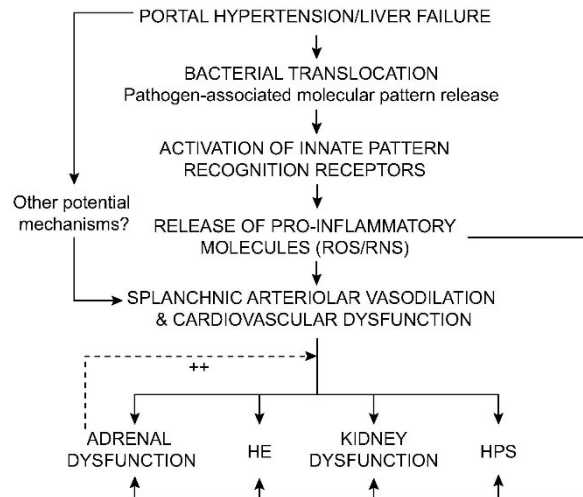 PORTAL HYPERTENSION/LIVER FAILURE
BACTERIAL TRANSLOCATION
Pathogen-associated molecular pattern release
ACTIVATION OF INNATE PATTERN
RECOGNITION RECEPTORS
Other potential
mechanisms?
RELEASE OF PRO-INFLAMMATORY
MOLECULES (ROS/RNS)
SPLANCHNIC ARTERIOLAR VASODILATION
& CARDIOVASCULAR DYSFUNCTION
++
ADRENAL
DYSFUNCTION
HE
KIDNEY
DYSFUNCTION
HPS